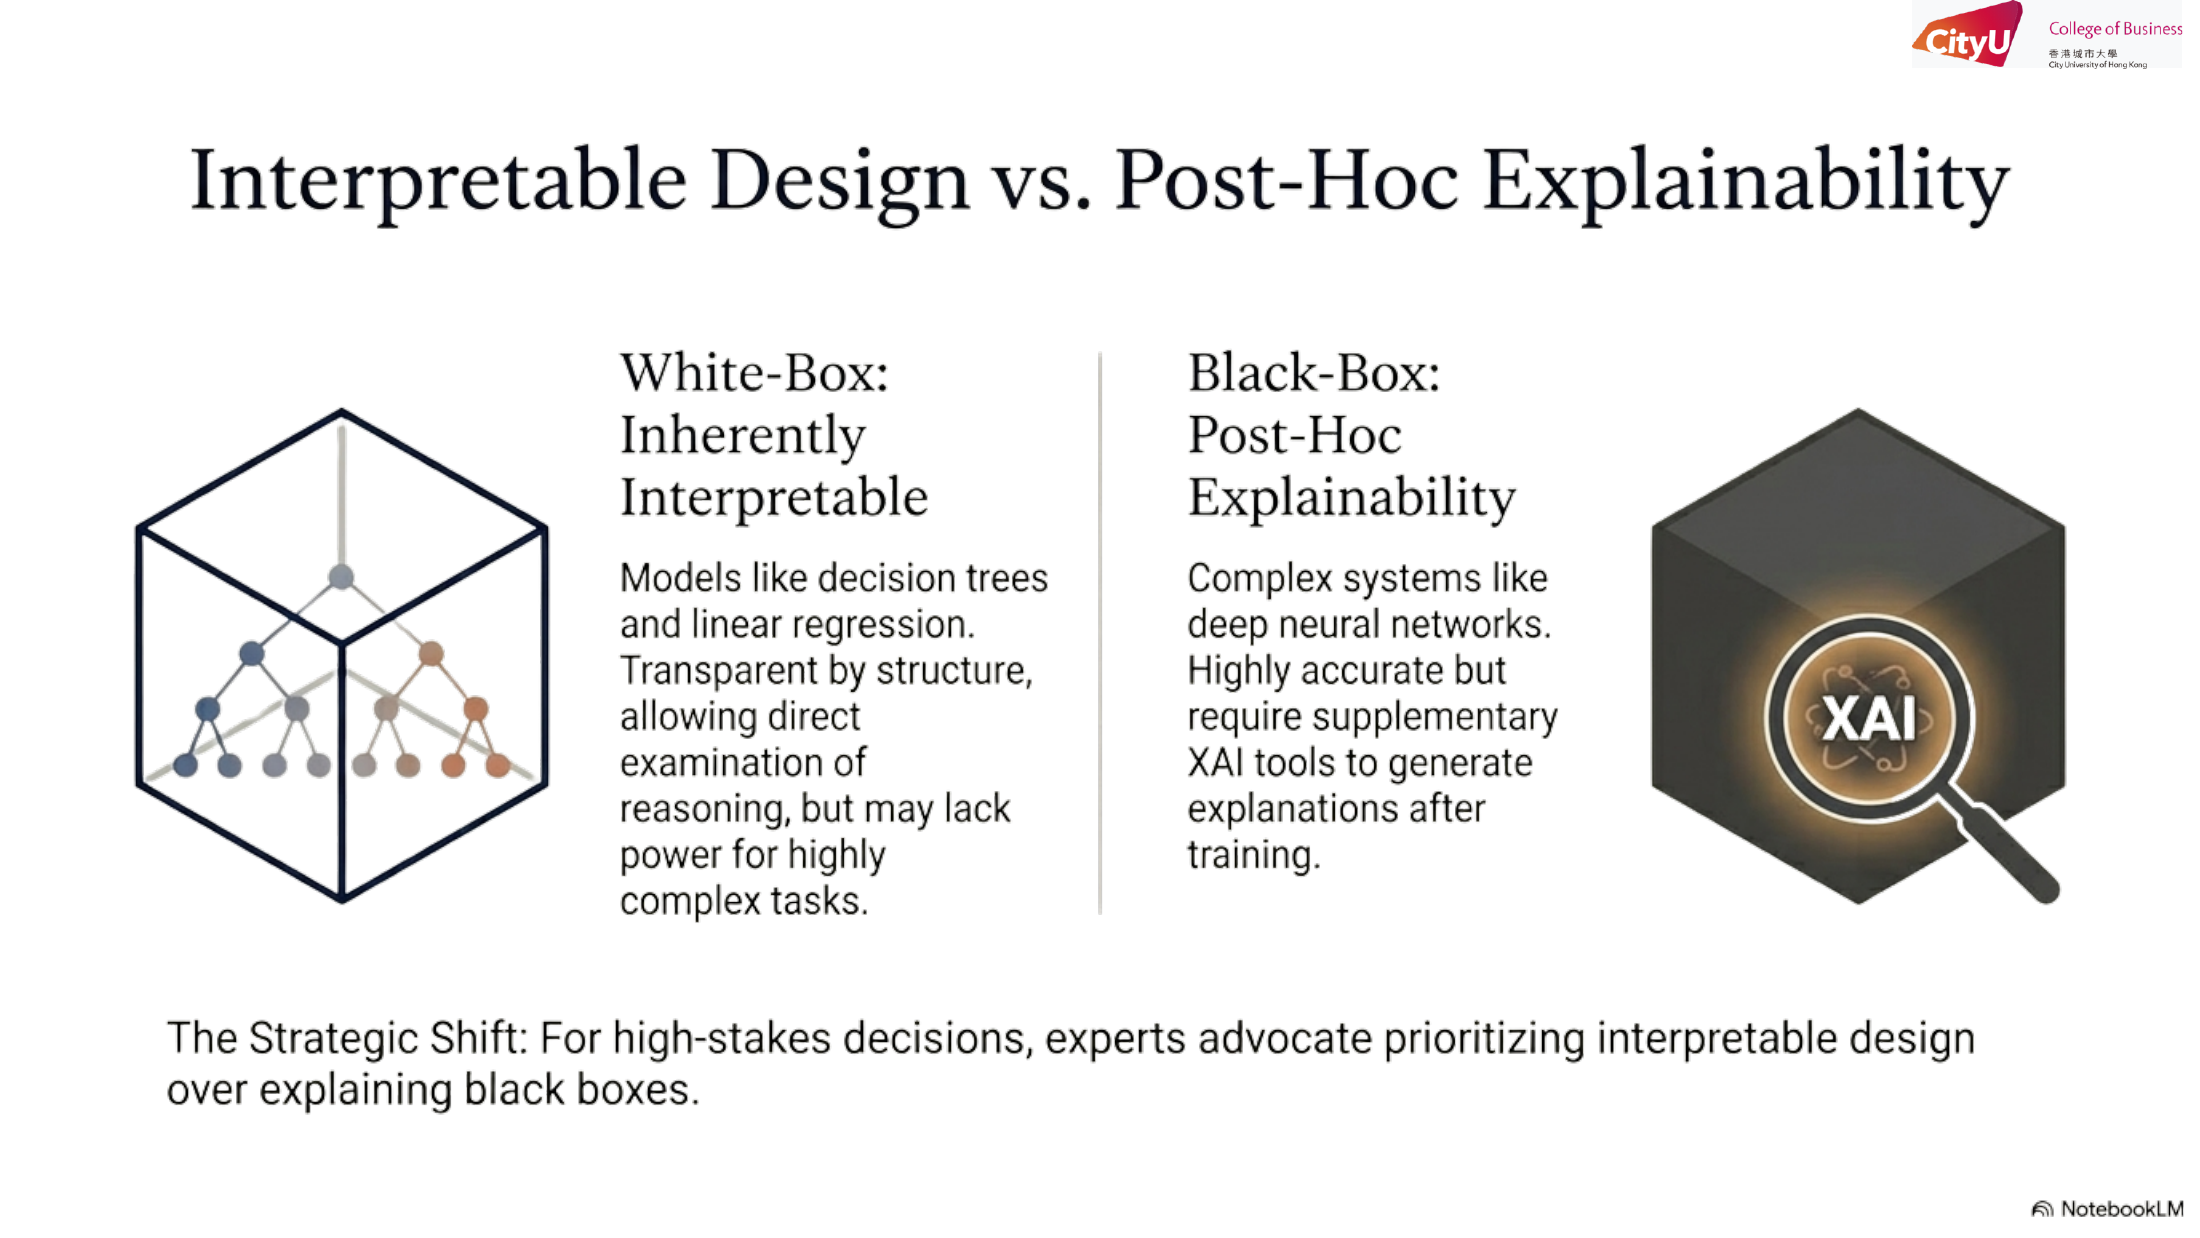 CityU
College of Business
香港城市大學
City University of Hong Kong
Interpretable Design vs. Post-Hoc Explainability
White-Box:
Inherently
Interpretable
Models like decision trees
and linear regression.
Transparent by structure,
allowing direct
examination of
reasoning, but may lack
power for highly
complex tasks.
Black-Box:
Post-Hoc
Explainability
Complex systems like
deep neural networks.
Highly accurate but
require supplementary
XAI tools to generate
explanations after
training.
XAI
The Strategic Shift: For high-stakes decisions, experts advocate prioritizing interpretable design
over explaining black boxes.
NotebookLM